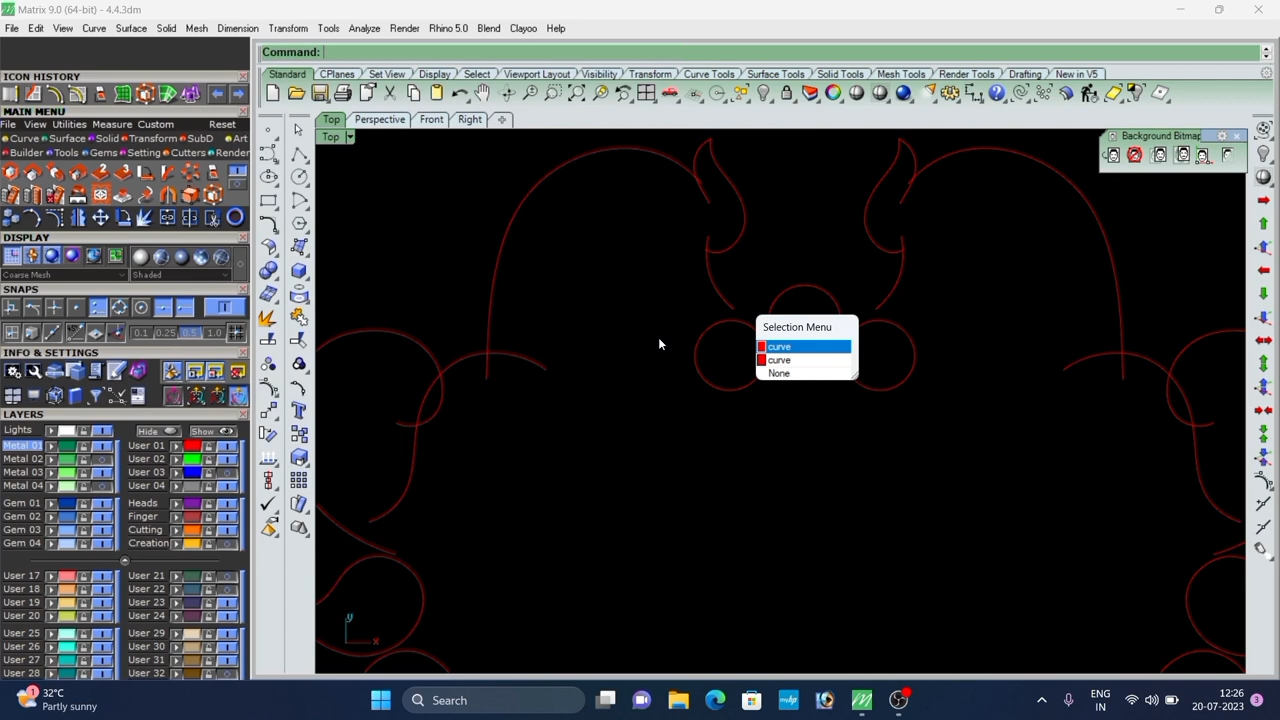 Matrix 9.0 (64-bit) - 4.4.3dm
File Edit View Curve Surface Solid Mesh Dimension Transform Tools Analyze Render Rhino 5.0 Blend Clayoo Help
Command:
ICON HISTORY
Standard CPlanes Set View Display Select Viewport Layout Visibility Transform Curve Tools Surface Tools Solid Tools Mesh Tools Render Tools Drafting New in V5
MAIN MENU
File View Utilities Measure Custom Reset
Curve Surface Solid Transform SubD Art
Builder Tools Gems Setting Cutters Render
Top Perspective Front Right
Top
Background Bitmap
DISPLAY
Coarse Mesh Shaded
SNAPS
0.1 0.25 0.5 1.0
INFO & SETTINGS
Selection Menu
curve
curve
None
LAYERS
Lights Hide Show
Metal 01 User 01
Metal 02 User 02
Metal 03 User 03
Metal 04 User 04
Gem 01 Heads
Gem 02 Finger
Gem 03 Cutting
Gem 04 Creation
User 17 User 21
User 18 User 22
User 19 User 23
User 20 User 24
User 25 User 29
User 26 User 30
User 27 User 31
User 28 User 32
y
x
1
32°C
Partly sunny
Search
ENG
IN
12:26
20-07-2023
3